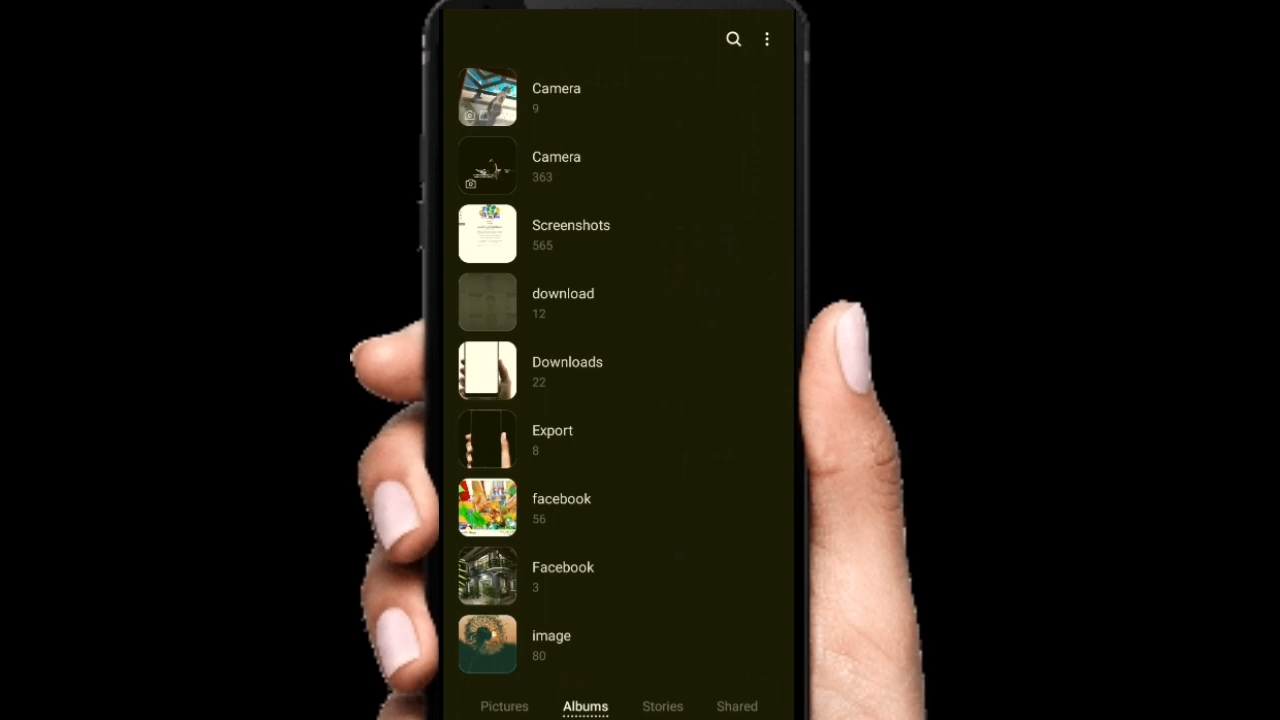 Camera
9
Camera
363
Screenshots
565
download
12
Downloads
22
Export
8
facebook
56
Facebook
3
image
80
Pictures Albums Stories Shared